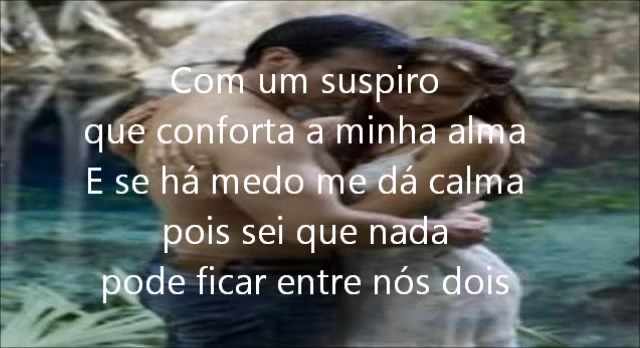 Com um suspiro
que conforta a minha alma
E se há medo me dá calma
pois sei que nada
pode ficar entre nós dois